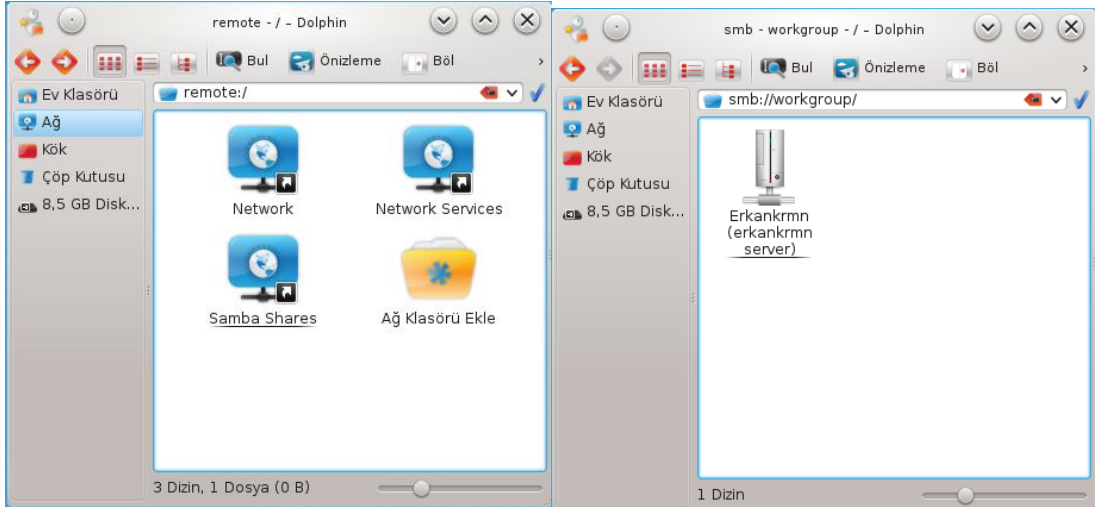 remote - / – Dolphin
Bul
Önizleme
Böl
Ev Klasörü
Ağ
Kök
Çöp Kutusu
8,5 GB Disk...
remote:/
Network
Network Services
Samba Shares
Ağ Klasörü Ekle
3 Dizin, 1 Dosya (0 B)
smb - workgroup - / – Dolphin
Bul
Önizleme
Böl
Ev Klasörü
Ağ
Kök
Çöp Kutusu
8,5 GB Disk...
smb://workgroup/
Erkankrmn
(erkankrmn
server)
1 Dizin